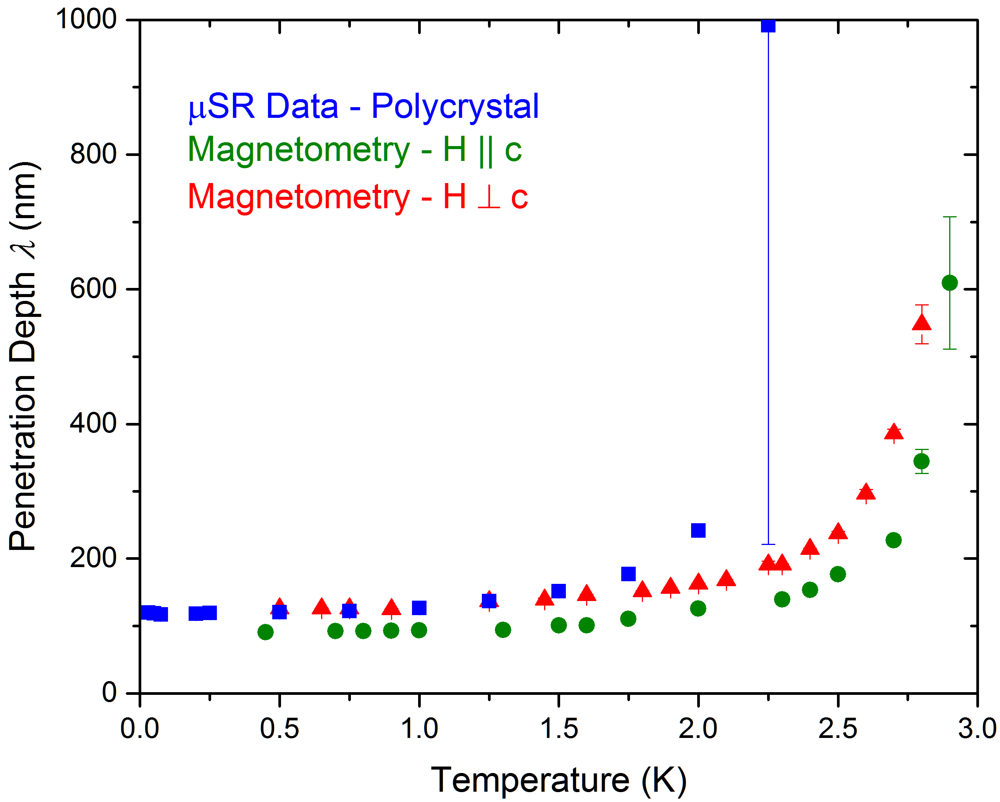 1000
800
600
400
200
0
Penetration Depth λ (nm)
μSR Data - Polycrystal
Magnetometry - H || c
Magnetometry - H ⊥ c
0.0 0.5 1.0 1.5 2.0 2.5 3.0
Temperature (K)